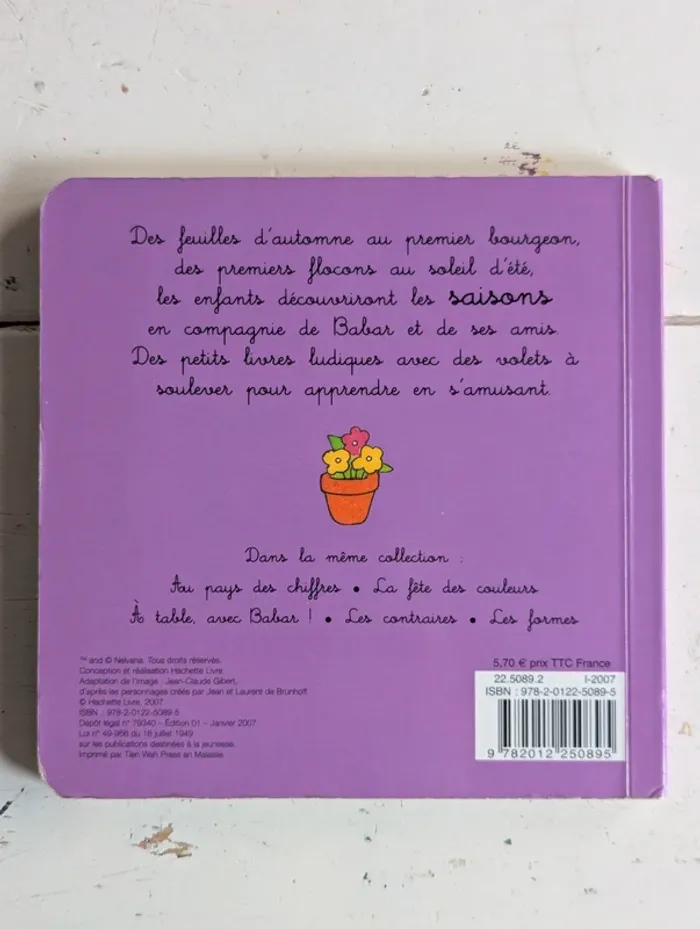 Des feuilles d'automne au premier bourgeon,
des premiers flocons au soleil d'été,
les enfants découvriront les saisons
en compagnie de Babar et de ses amis.
Des petits livres ludiques avec des volets à
soulever pour apprendre en s'amusant.
Dans la même collection :
Au pays des chiffres • La fête des couleurs
À table, avec Babar ! • Les contraires • Les formes
™ and © Nelvana. Tous droits réservés.
Conception et réalisation Hachette Livre
Adaptation de l'image : Jean-Claude Gibert,
d'après les personnages créés par Jean et Laurent de Brunhoff
© Hachette Livre, 2007
ISBN : 978-2-0122-5089-5
Dépôt légal n° 79340 – Édition 01 – Janvier 2007
Loi n° 49-956 du 16 juillet 1949
sur les publications destinées à la jeunesse.
Imprimé par Tien Wah Press en Malaisie.
5,70 € prix TTC France
22.5089.2 I-2007
ISBN : 978-2-0122-5089-5
9 782012 250895